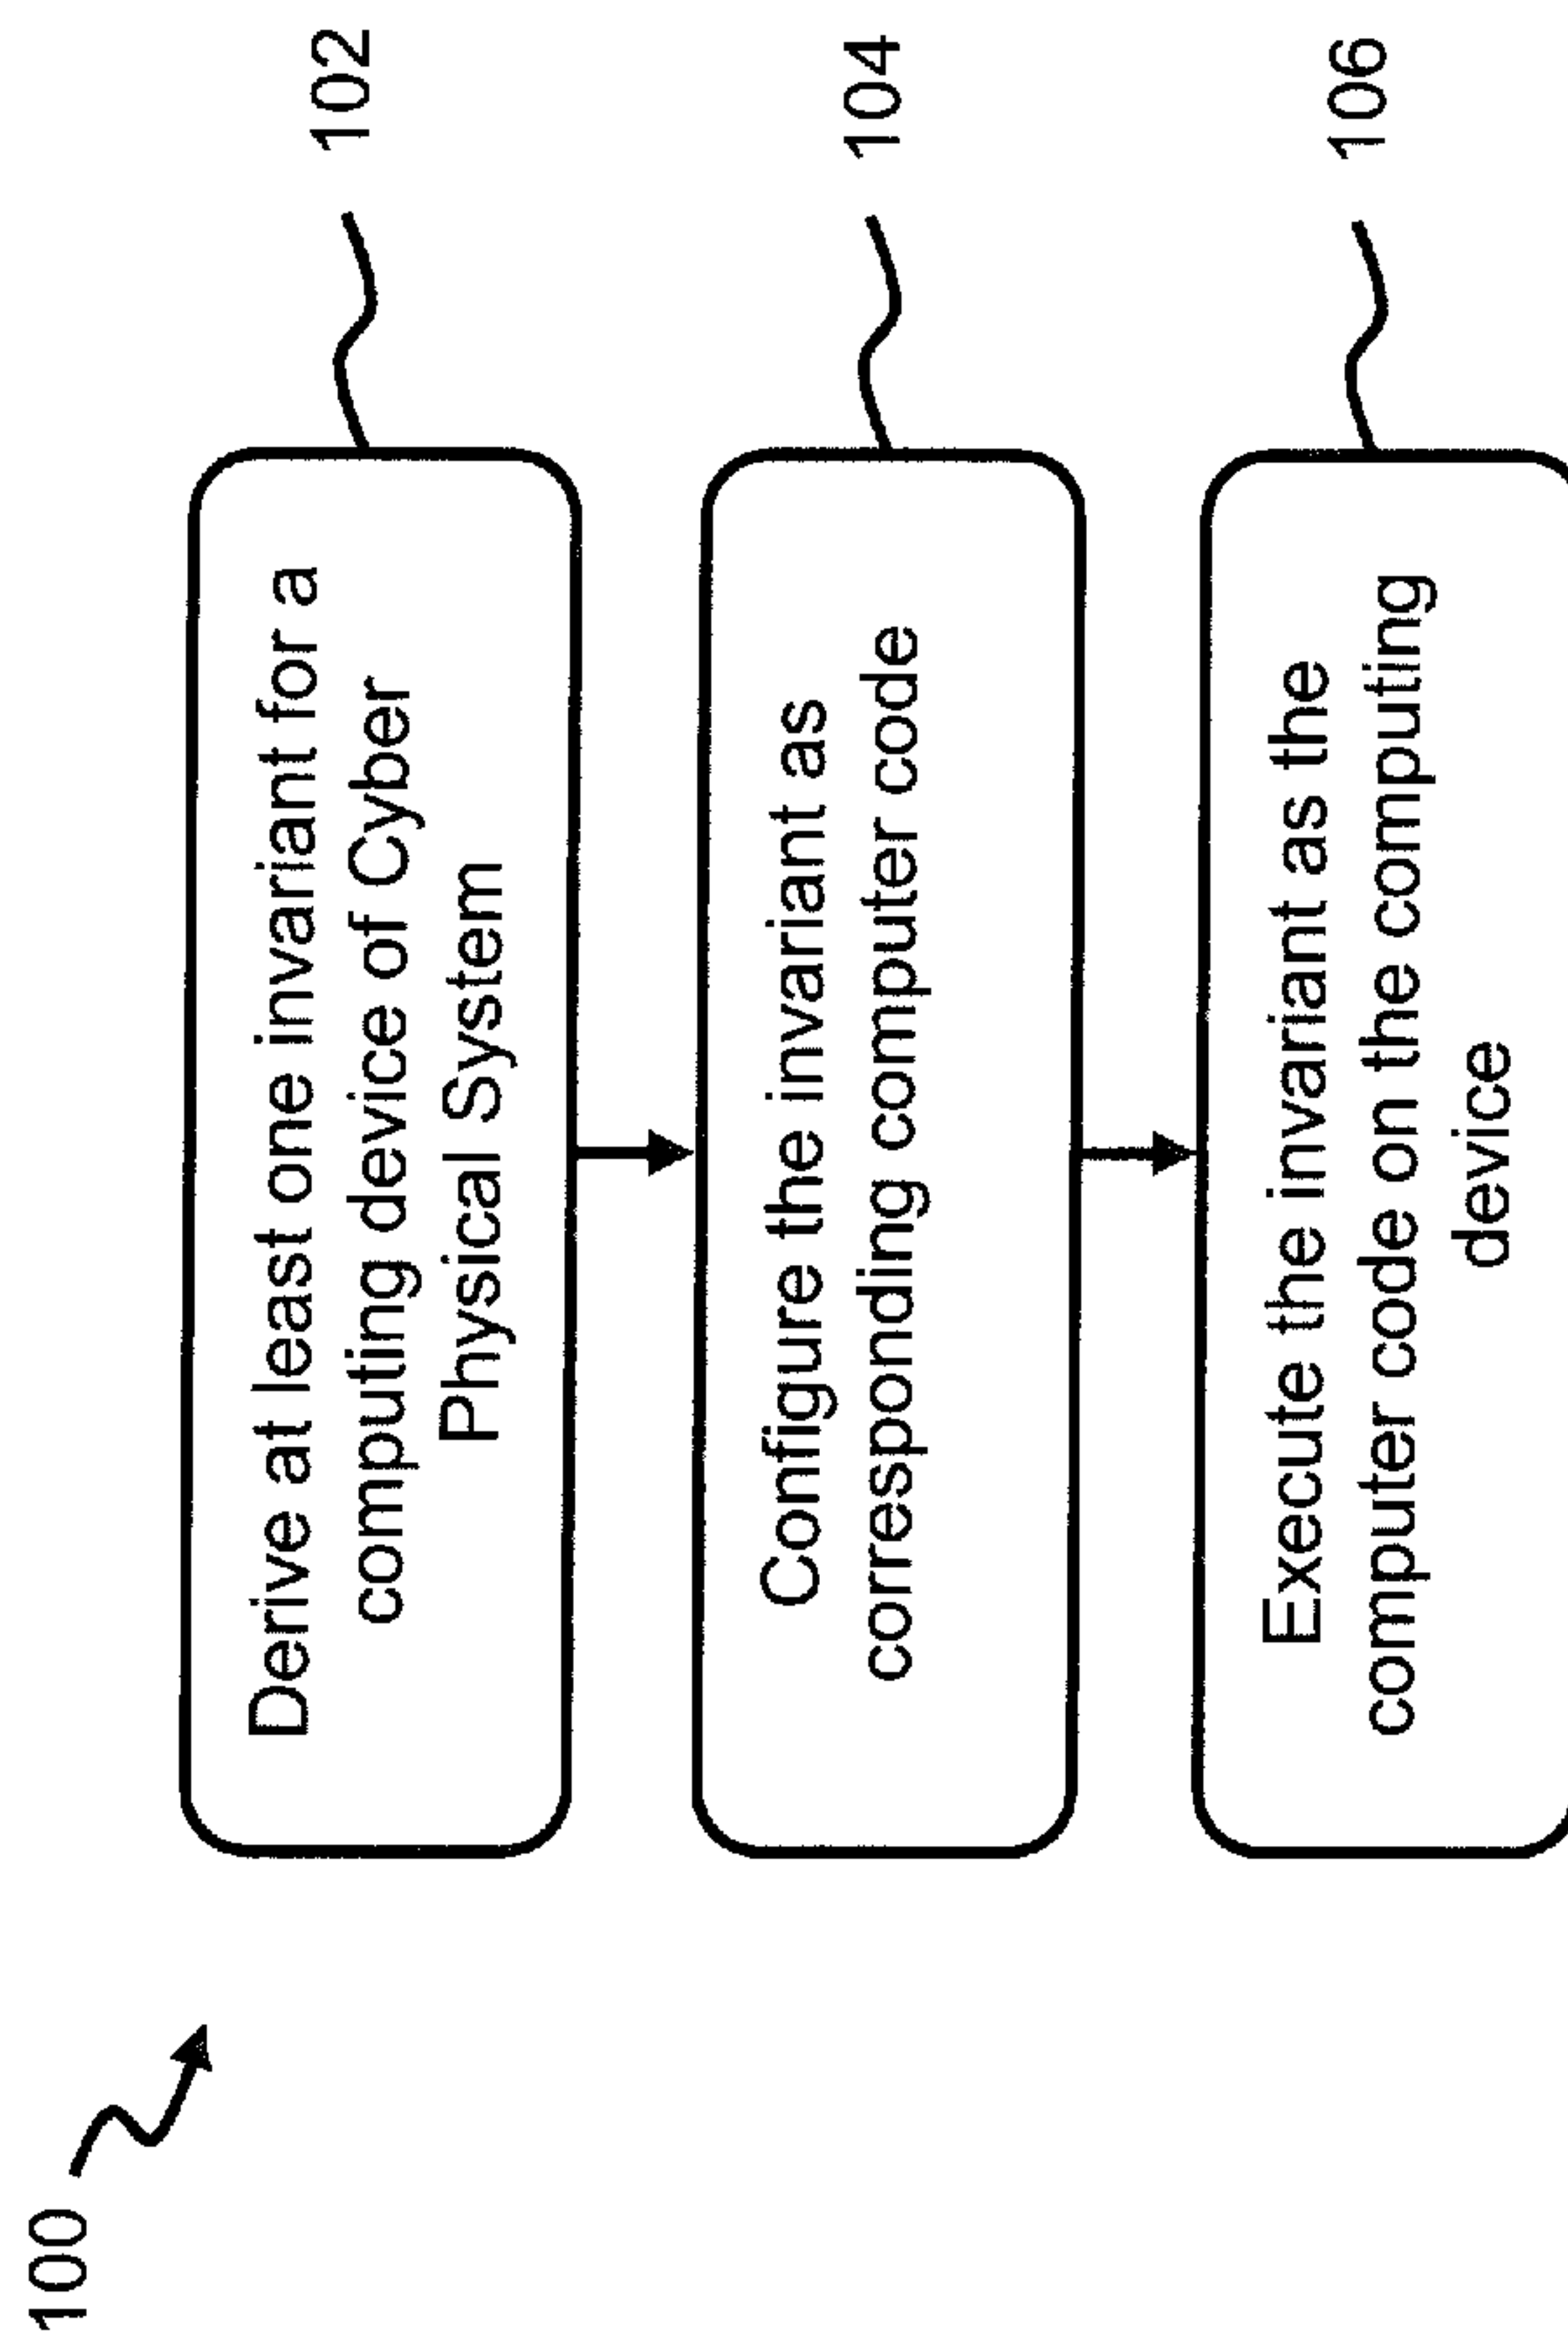 100
Derive at least one invariant for a
computing device of Cyber
Physical System
102
Configure the invariant as
corresponding computer code
104
Execute the invariant as the
computer code on the computing
device
106